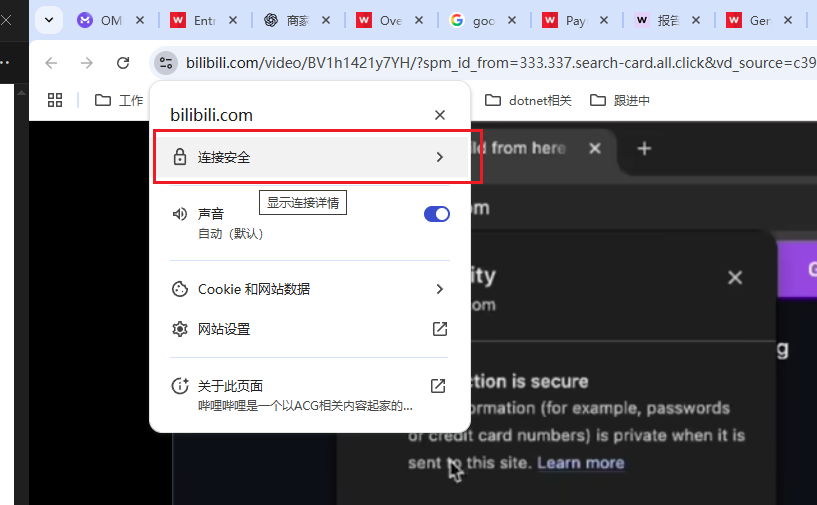 OM
Entr
商家
Ove
goo
Pay
报告
Ger
bilibili.com/video/BV1h1421y7YH/?spm_id_from=333.337.search-card.all.click&vd_source=c39
工作
dotnet相关
跟进中
bilibili.com
连接安全
显示连接详情
声音
自动（默认）
Cookie 和网站数据
网站设置
关于此页面
哔哩哔哩是一个以ACG相关内容起家的...
ld from here
om
ity
om
G
g
ction is secure
ormation (for example, passwords
or credit card numbers) is private when it is
sent to this site. Learn more